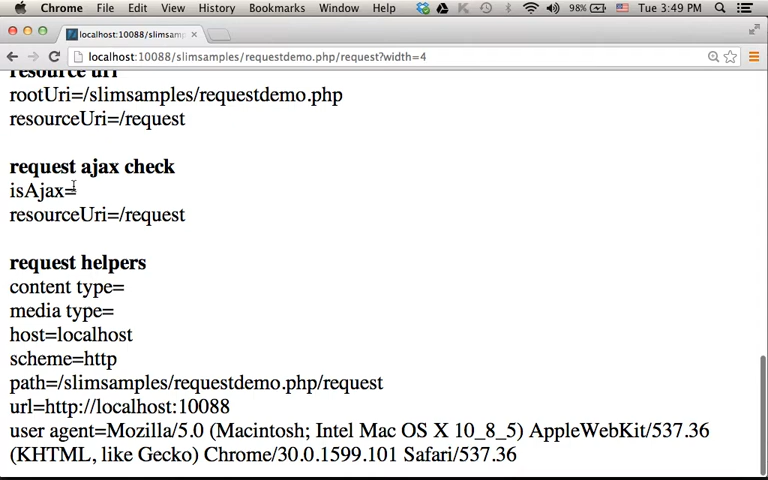 Chrome File Edit View History Bookmarks Window Help 98% Tue 3:49 PM
localhost:10088/slimsamp
localhost:10088/slimsamples/requestdemo.php/request?width=4
resource uri
rootUri=/slimsamples/requestdemo.php
resourceUri=/request
request ajax check
isAjax=
resourceUri=/request
request helpers
content type=
media type=
host=localhost
scheme=http
path=/slimsamples/requestdemo.php/request
url=http://localhost:10088
user agent=Mozilla/5.0 (Macintosh; Intel Mac OS X 10_8_5) AppleWebKit/537.36
(KHTML, like Gecko) Chrome/30.0.1599.101 Safari/537.36